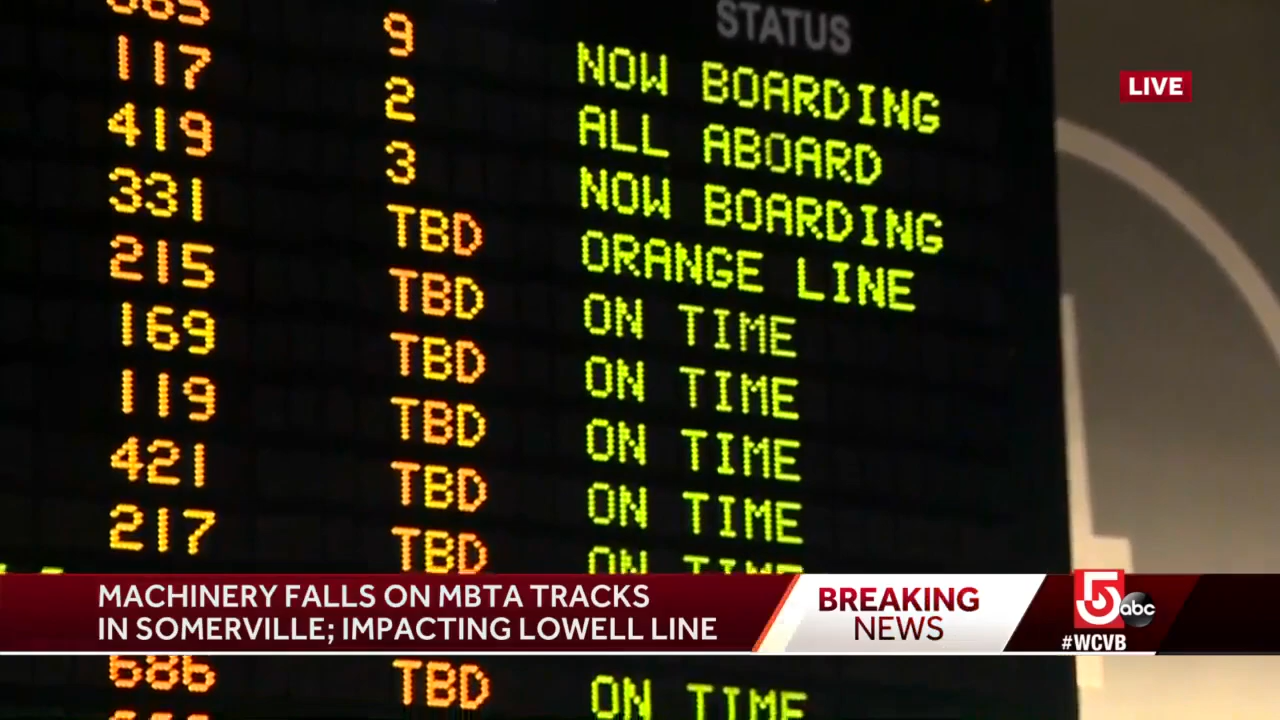 STATUS
LIVE
9 NOW BOARDING
117 2 ALL ABOARD
419 3 NOW BOARDING
331 TBD ORANGE LINE
215 TBD ON TIME
169 TBD ON TIME
119 TBD ON TIME
421 TBD ON TIME
217 TBD ON TIME
MACHINERY FALLS ON MBTA TRACKS
IN SOMERVILLE; IMPACTING LOWELL LINE
BREAKING
NEWS
5 abc
#WCVB
686 TBD ON TIME